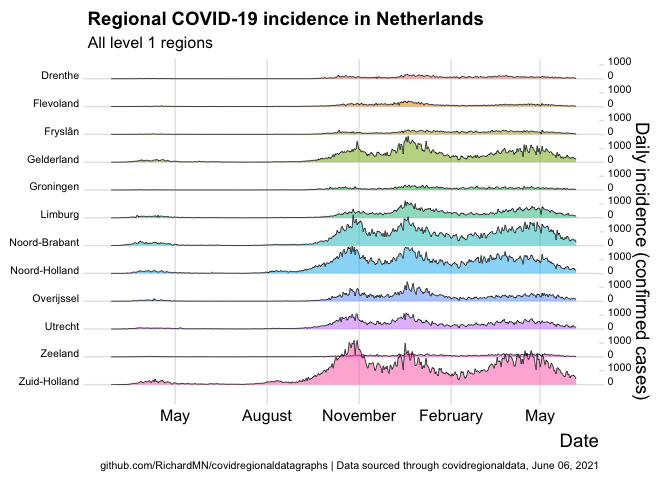 Regional COVID-19 incidence in Netherlands
All level 1 regions
Drenthe
1000
0
Flevoland
1000
0
Fryslân
1000
0
Gelderland
1000
0
Groningen
1000
0
Limburg
1000
0
Noord-Brabant
1000
0
Noord-Holland
1000
0
Overijssel
1000
0
Utrecht
1000
0
Zeeland
1000
0
Zuid-Holland
1000
0
Daily incidence (confirmed cases)
May August November February May
Date
github.com/RichardMN/covidregionaldatagraphs | Data sourced through covidregionaldata, June 06, 2021